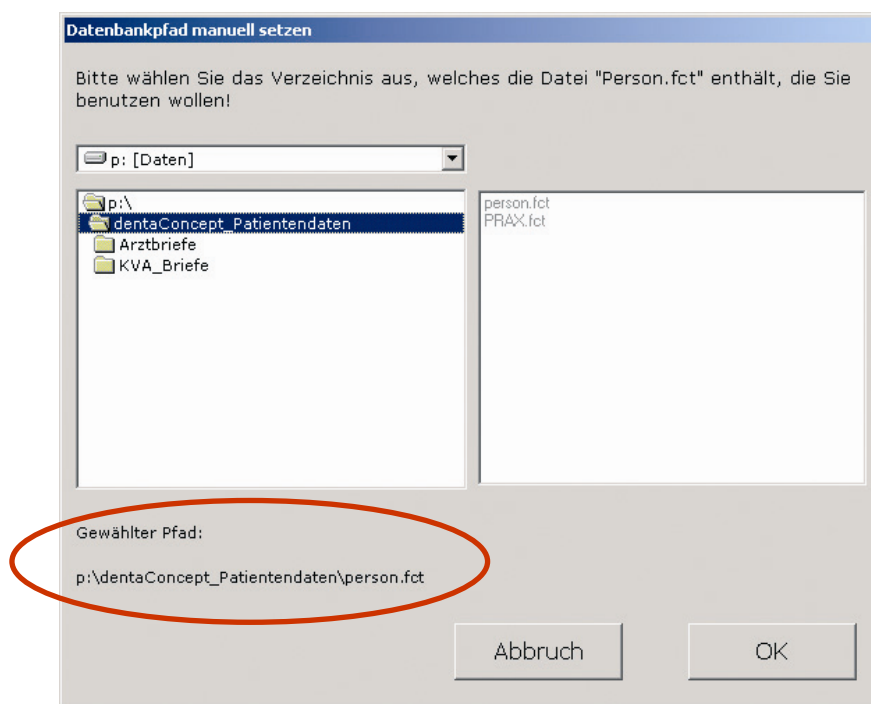 Datenbankpfad manuell setzen
Bitte wählen Sie das Verzeichnis aus, welches die Datei "Person.fct" enthält, die Sie
benutzen wollen!
p: [Daten]
p:\
dentaConcept_Patientendaten
Arztbriefe
KVA_Briefe
person.fct
PRAX.fct
Gewählter Pfad:
p:\dentaConcept_Patientendaten\person.fct
Abbruch
OK